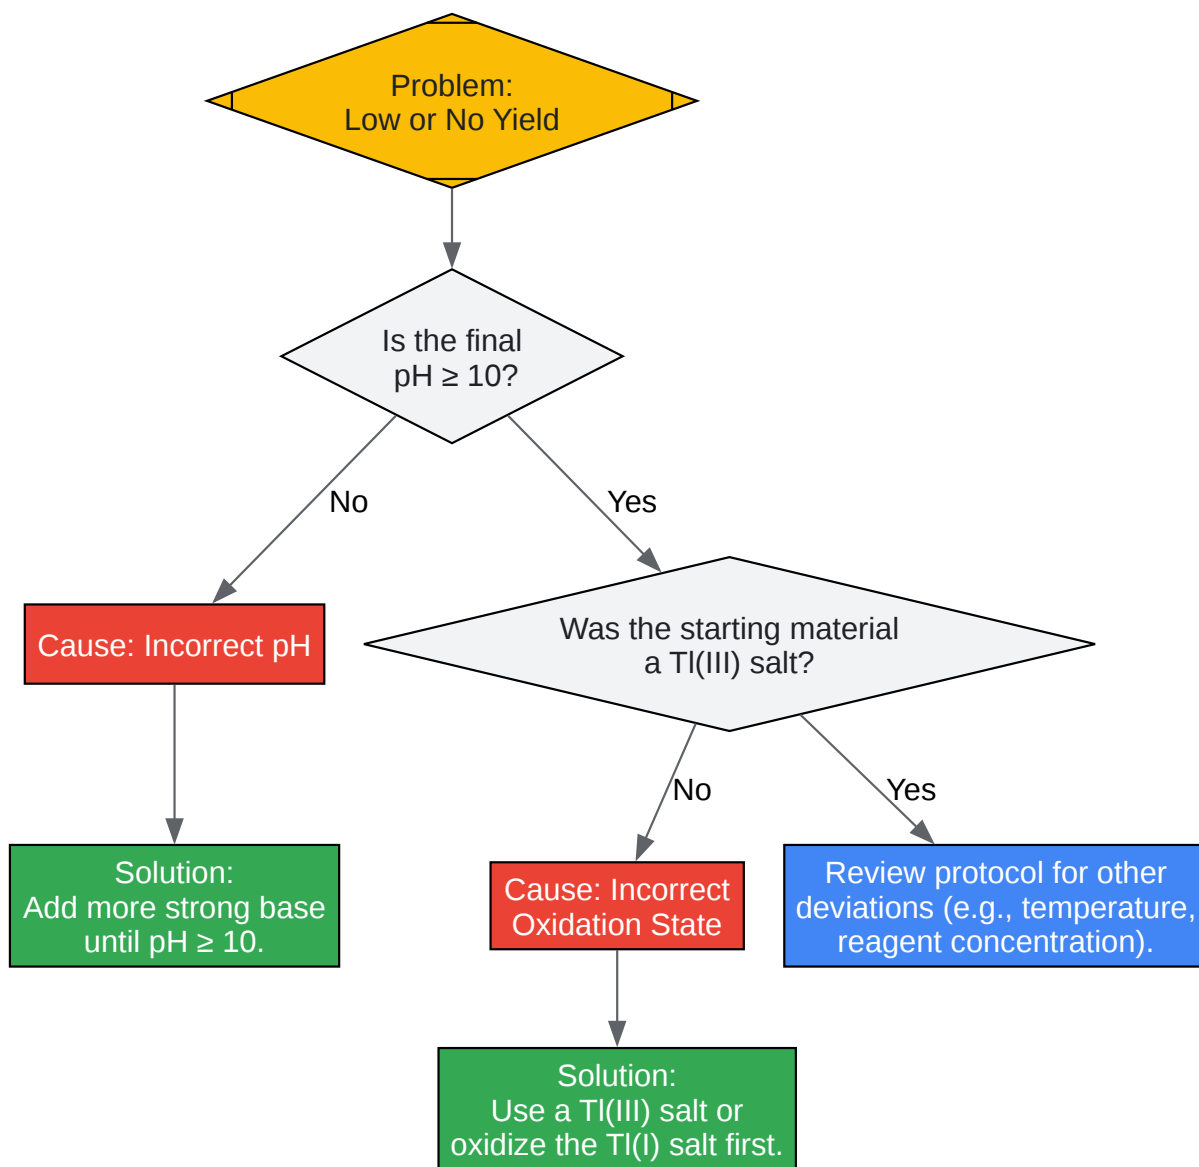 Problem:
Low or No Yield
Is the final
pH ≥ 10?
No
Yes
Cause: Incorrect pH
Was the starting material
a Tl(III) salt?
No
Yes
Solution:
Add more strong base
until pH ≥ 10.
Cause: Incorrect
Oxidation State
Review protocol for other
deviations (e.g., temperature,
reagent concentration).
Solution:
Use a Tl(III) salt or
oxidize the Tl(I) salt first.